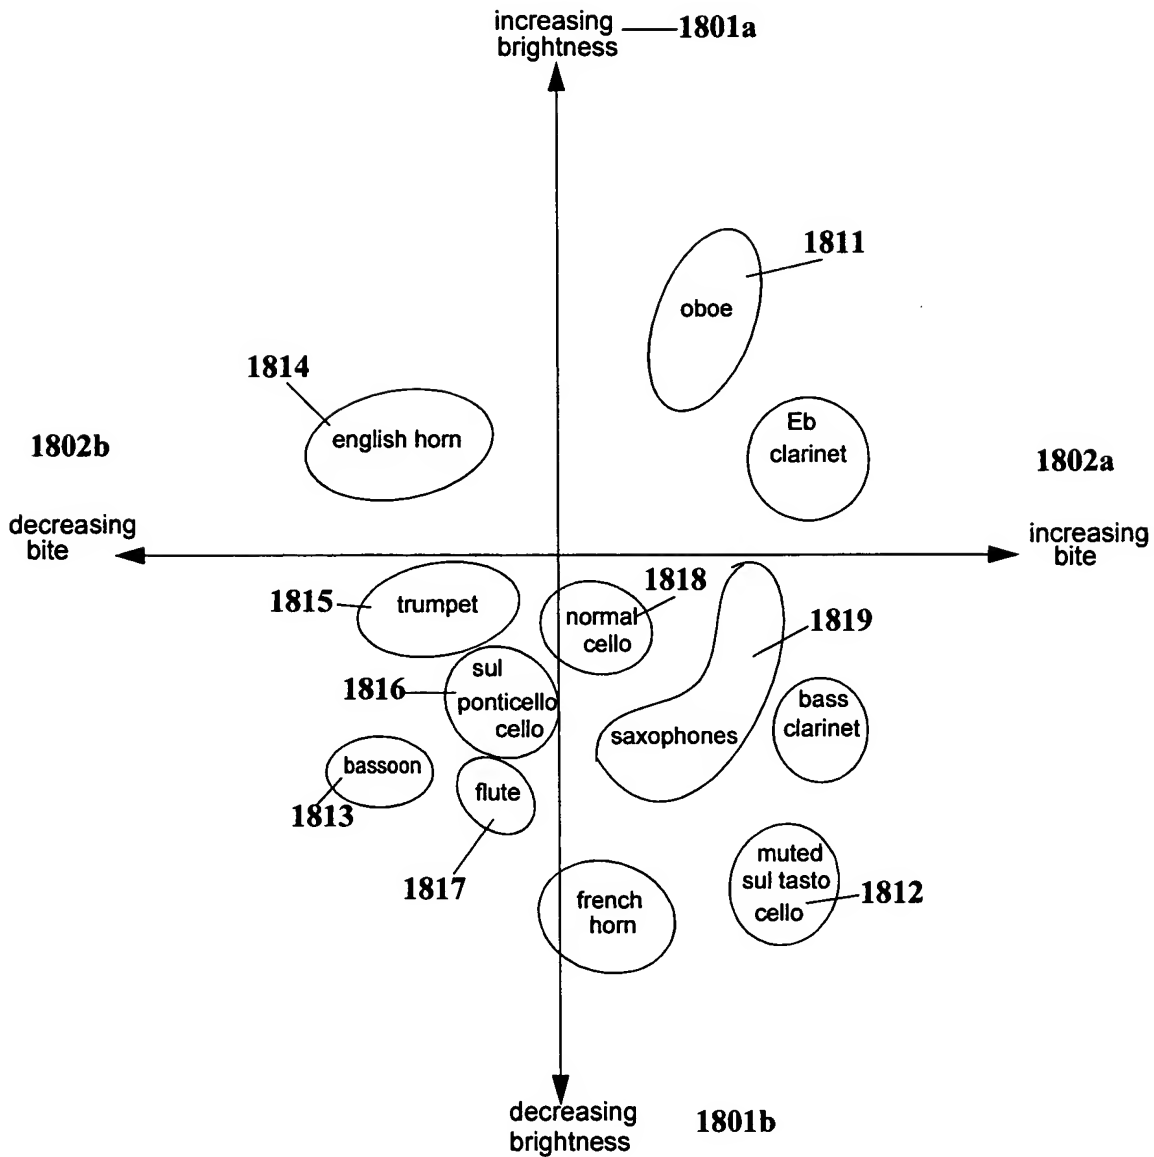 increasing
brightness
1801a
1811
oboe
1814
english horn
Eb
clarinet
1802b
1802a
decreasing
bite
increasing
bite
1815
trumpet
1818
normal
cello
1819
sul
ponticello
cello
1816
saxophones
bass
clarinet
bassoon
1813
flute
1817
muted
sul tasto
cello
1812
french
horn
decreasing
brightness
1801b